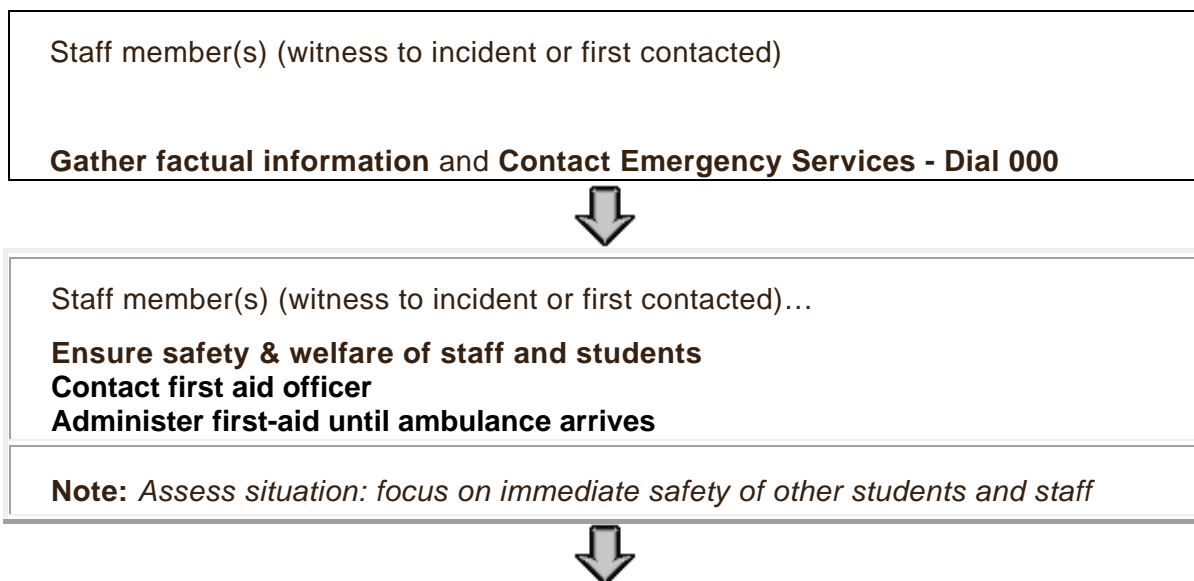 Staff member(s) (witness to incident or first contacted)
Gather factual information and Contact Emergency Services - Dial 000
Staff member(s) (witness to incident or first contacted)…
Ensure safety & welfare of staff and students
Contact first aid officer
Administer first-aid until ambulance arrives
Note: Assess situation: focus on immediate safety of other students and staff